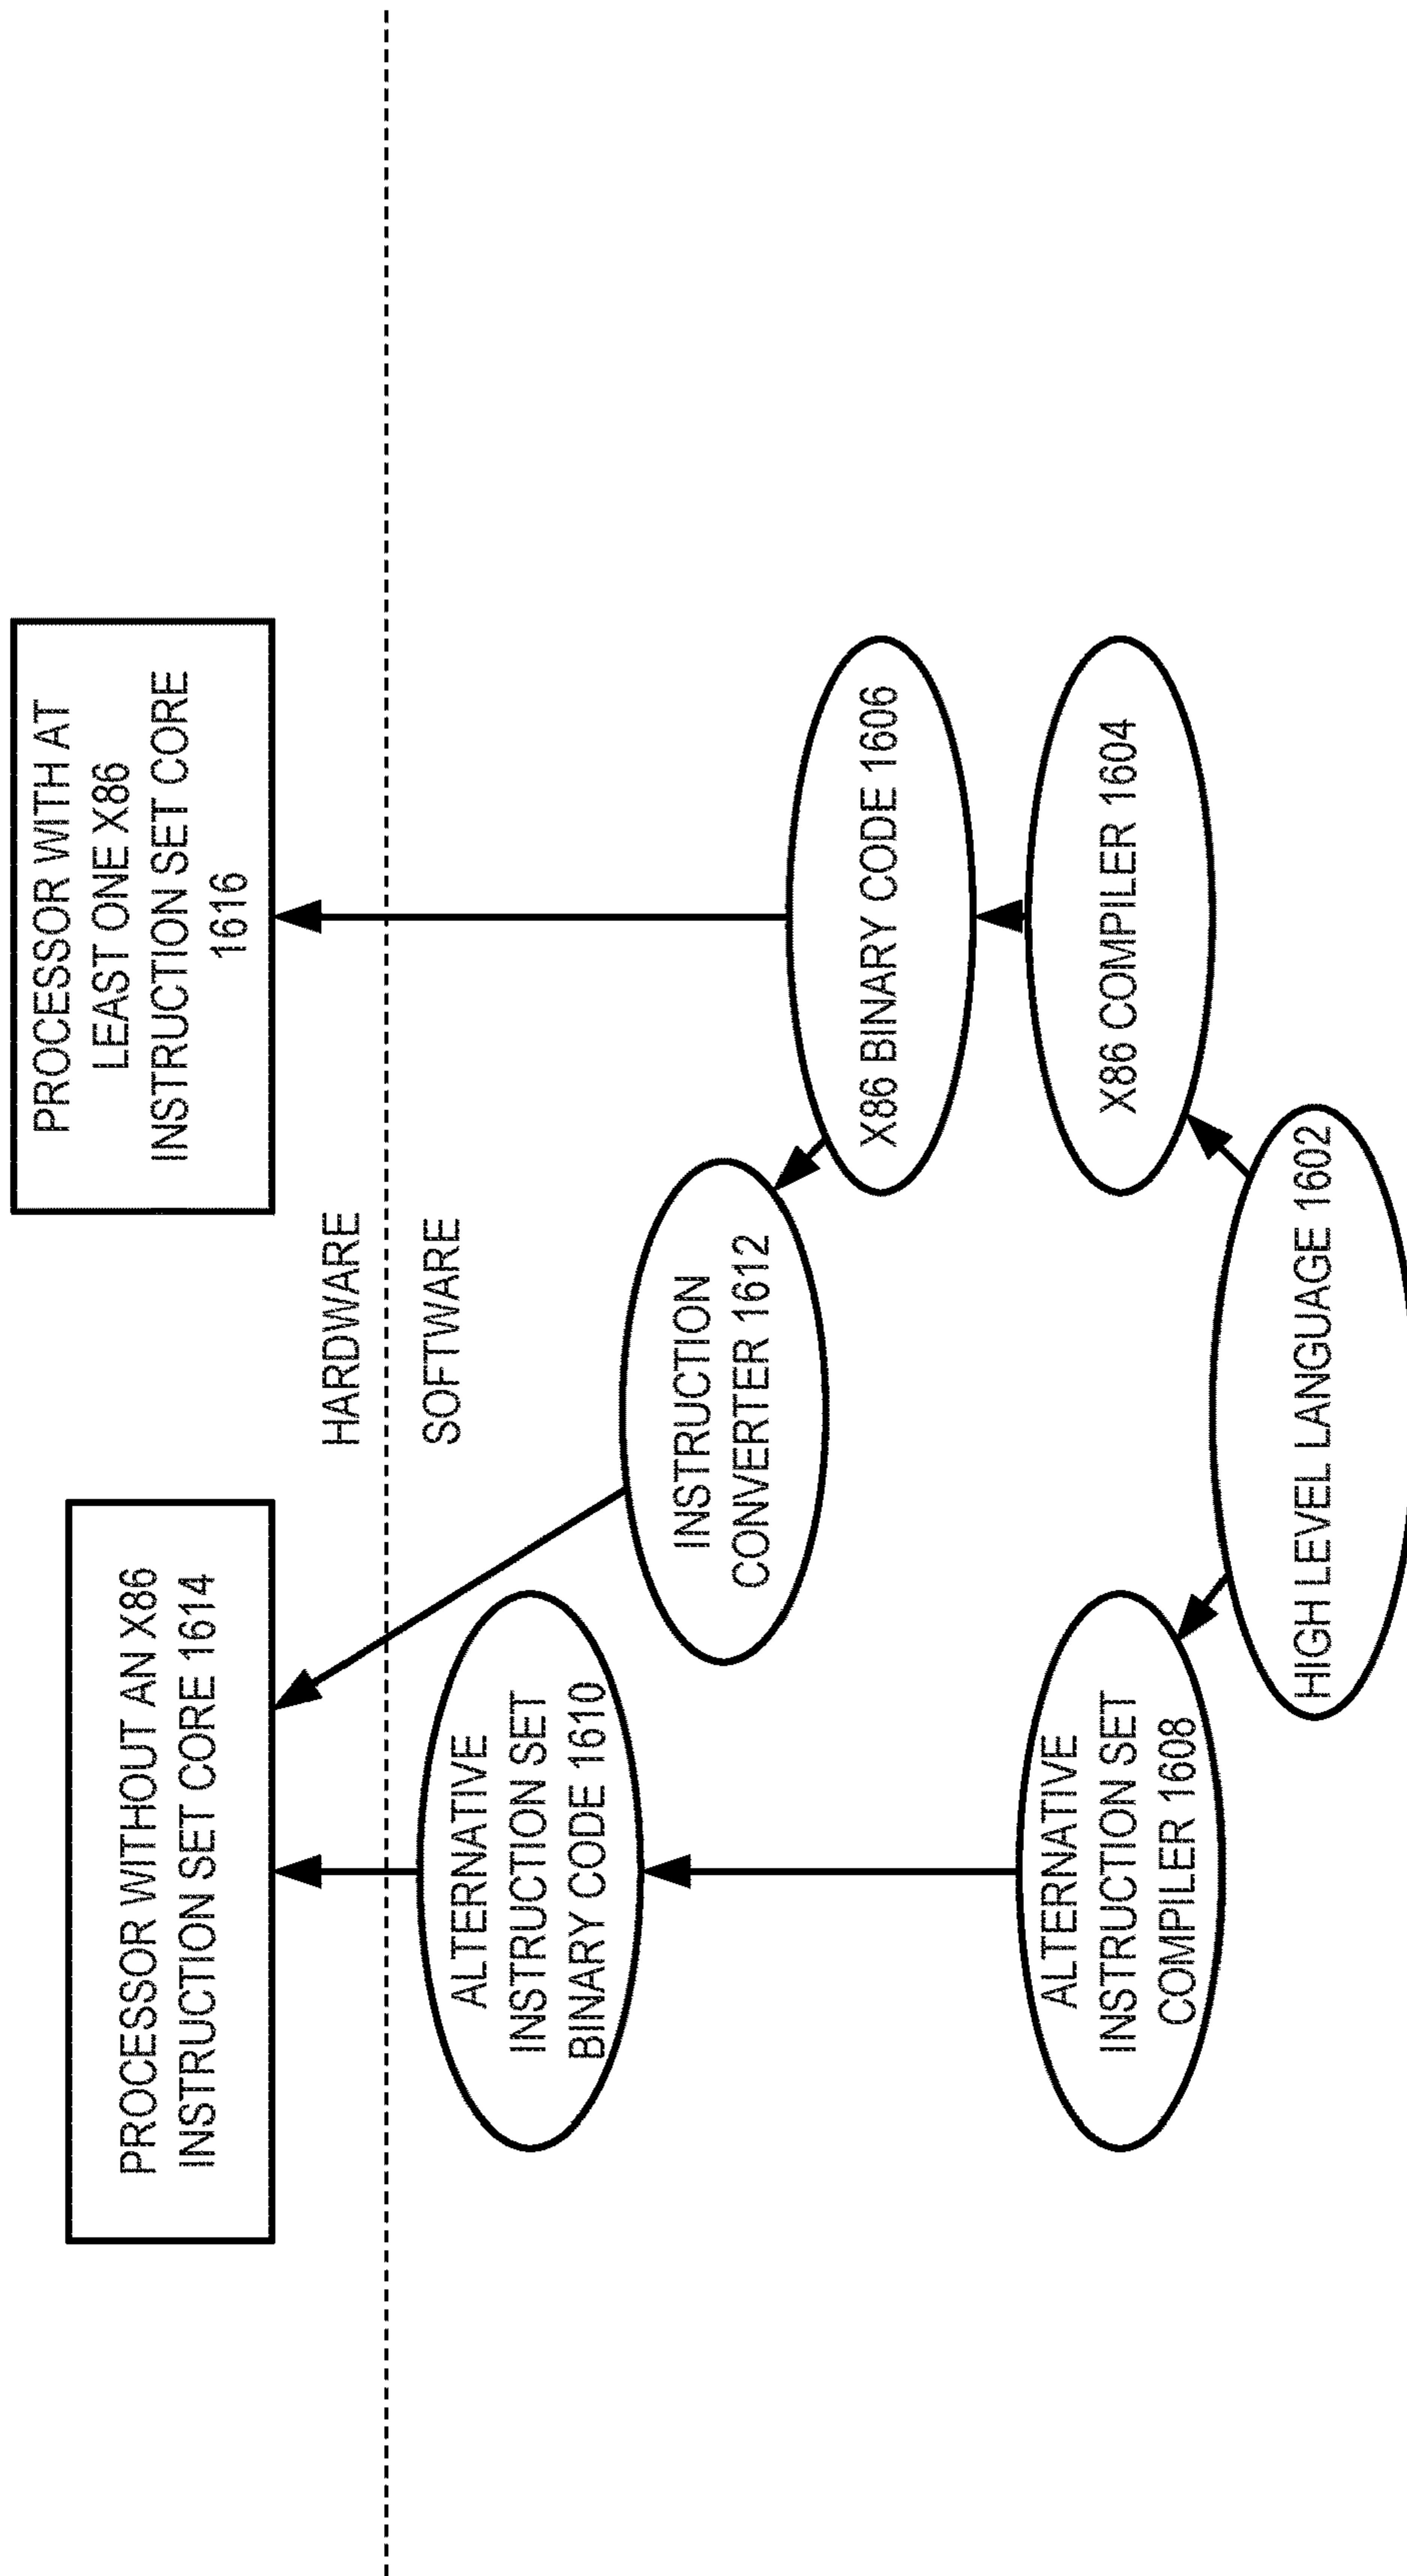 PROCESSOR WITHOUT AN X86
INSTRUCTION SET CORE 1614
PROCESSOR WITH AT
LEAST ONE X86
INSTRUCTION SET CORE
1616
HARDWARE
SOFTWARE
ALTERNATIVE
INSTRUCTION SET
BINARY CODE 1610
INSTRUCTION
CONVERTER 1612
X86 BINARY CODE 1606
ALTERNATIVE
INSTRUCTION SET
COMPILER 1608
X86 COMPILER 1604
HIGH LEVEL LANGUAGE 1602